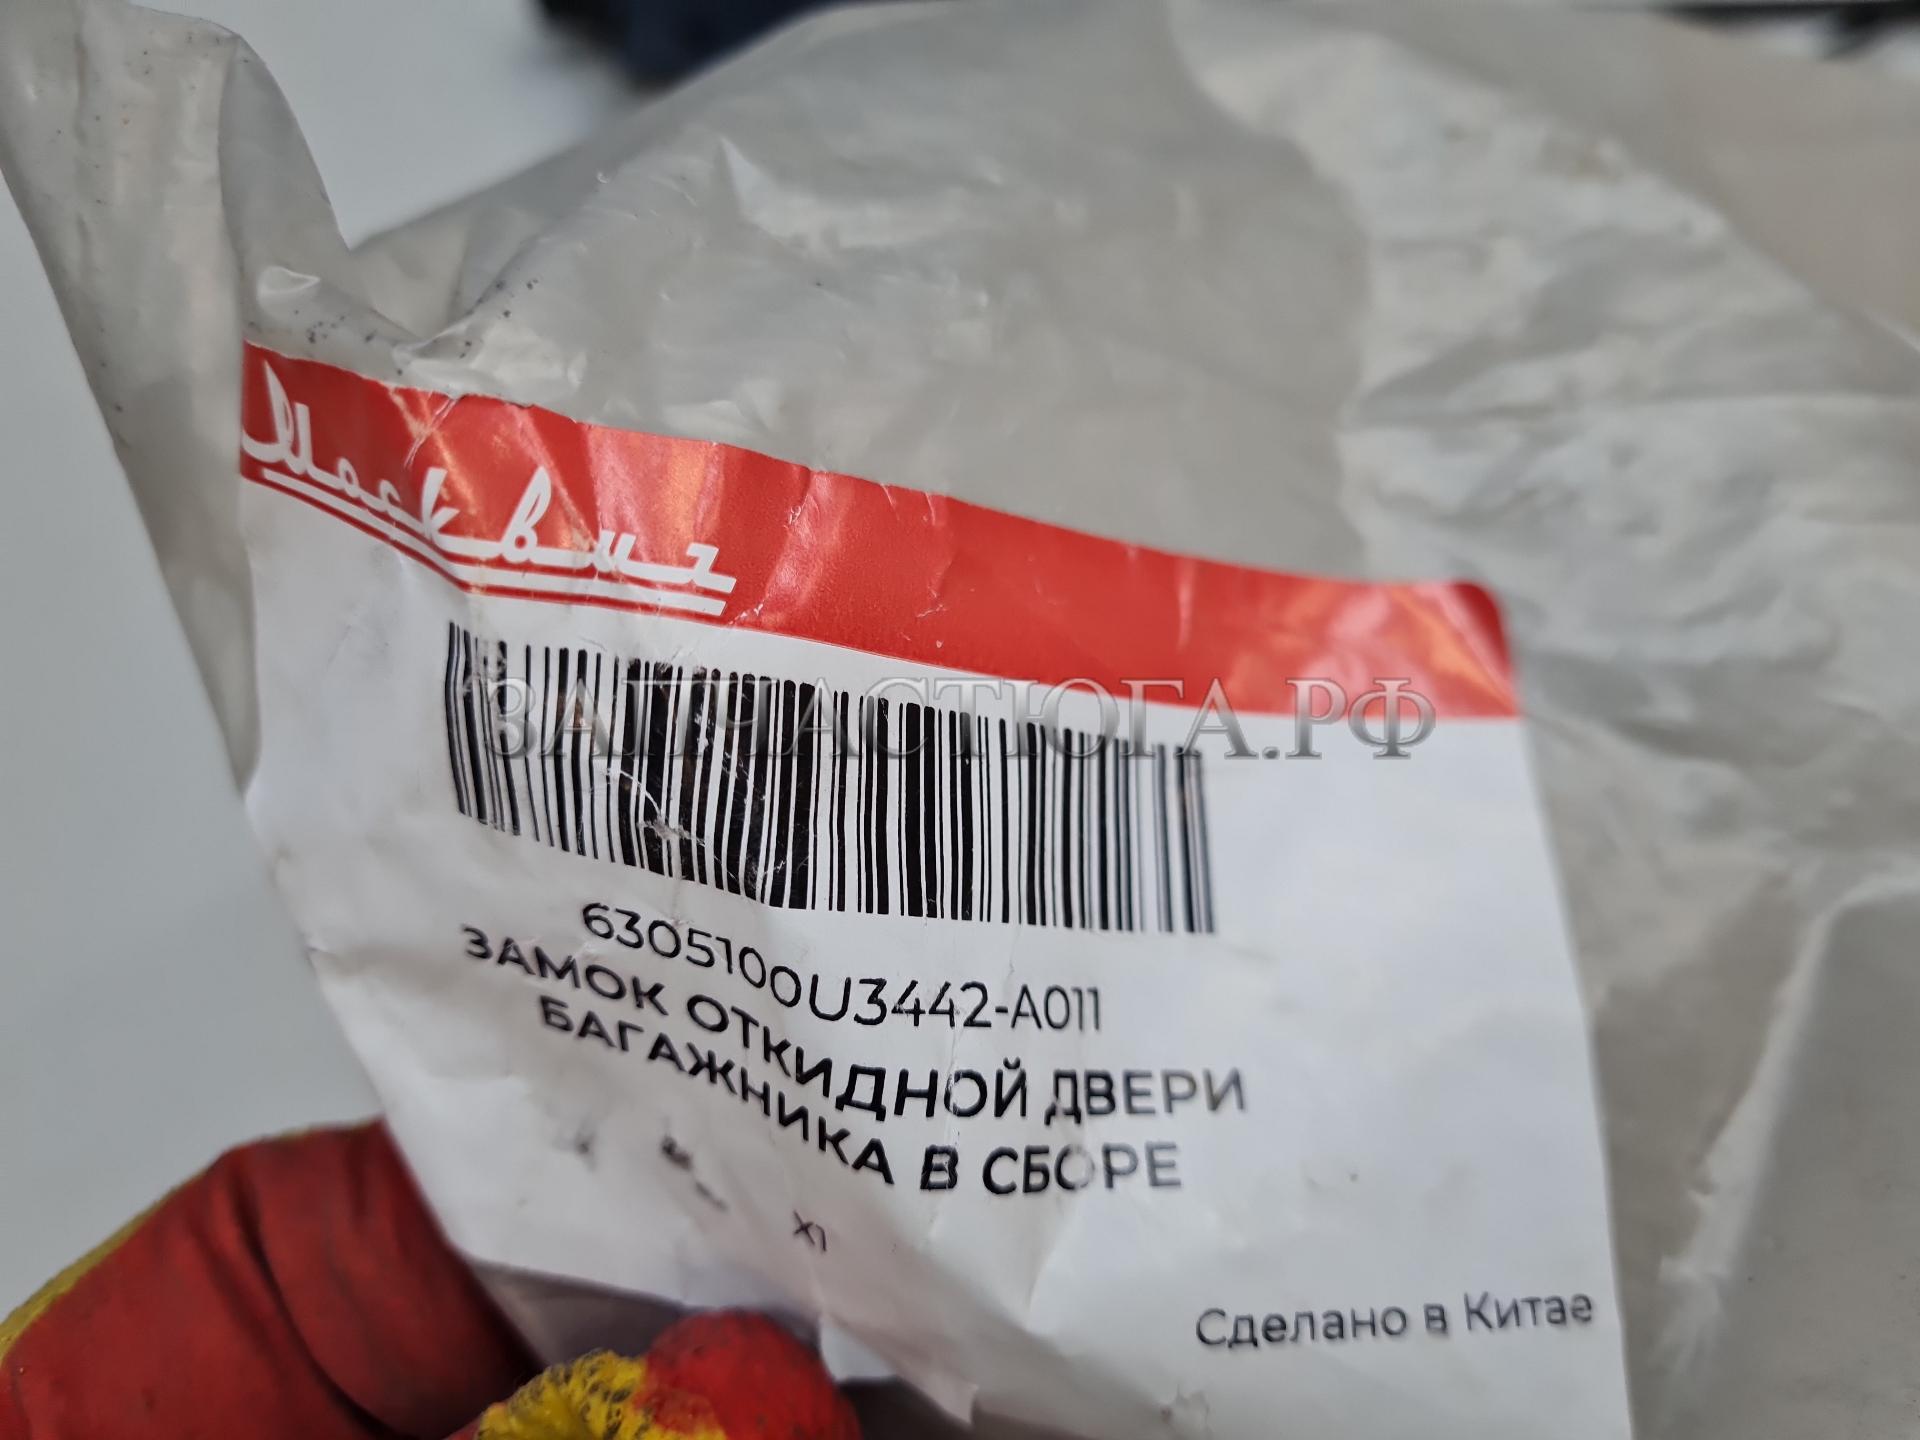 Москвич
ЗАПЧАСТЮГА.РФ
6305100U3442-A011
ЗАМОК ОТКИДНОЙ ДВЕРИ
БАГАЖНИКА В СБОРЕ
X1
Сделано в Китае